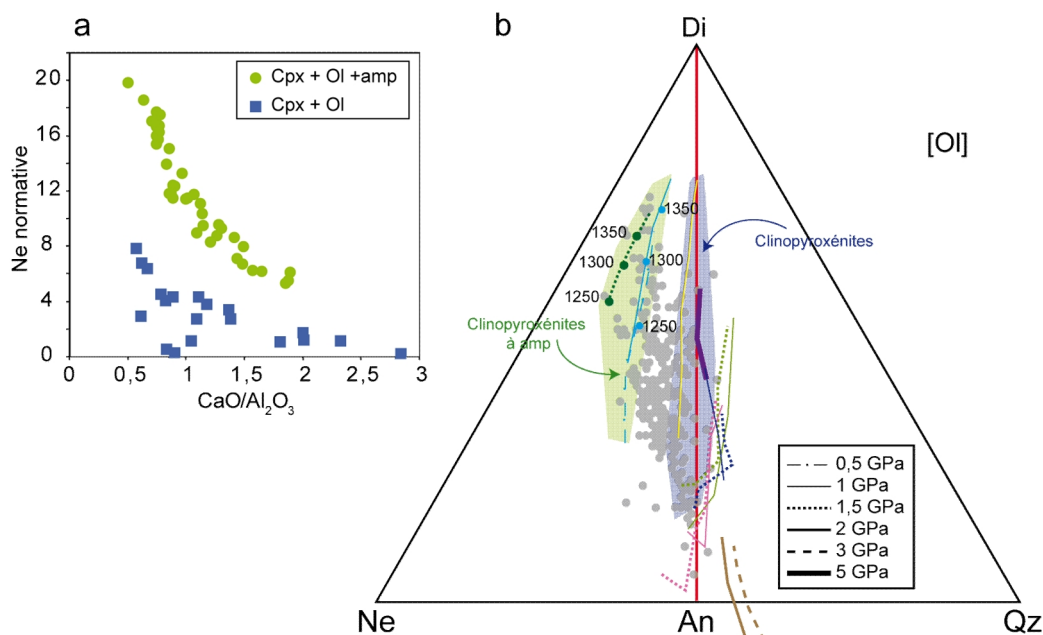 a
20
16
12
8
4
0
Ne normative
Cpx + Ol +amp
Cpx + Ol
0 0,5 1 1,5 2 2,5 3
CaO/Al₂O₃
b
Di
[Ol]
1350
1350
1300
1300
1250
1250
Clinopyroxénites
Clinopyroxénites
à amp
0,5 GPa
1 GPa
1,5 GPa
2 GPa
3 GPa
5 GPa
Ne An Qz